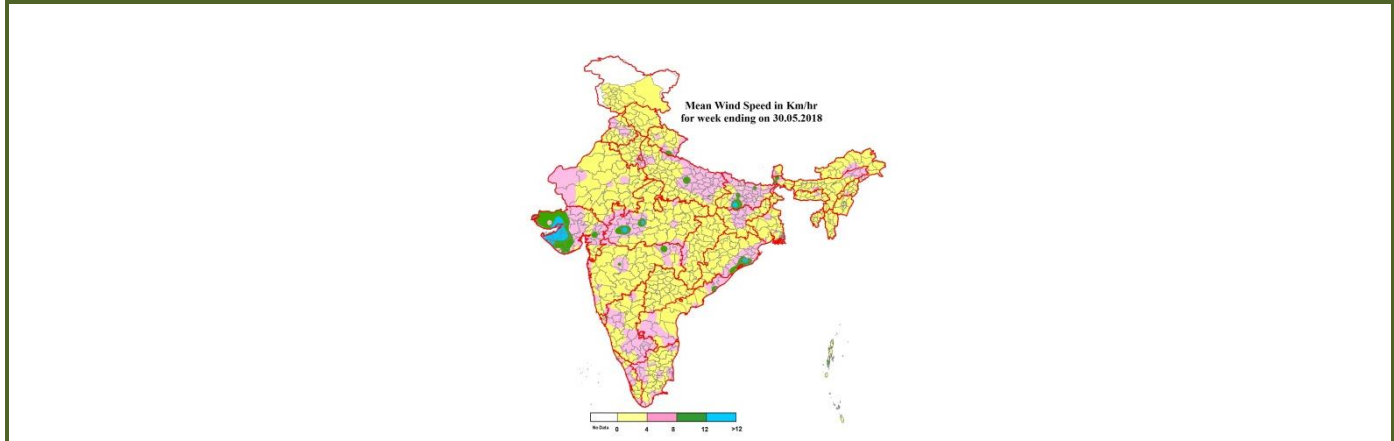 Mean Wind Speed in Km/hr
for week ending on 30.05.2018
No Data 0 4 8 12 >12